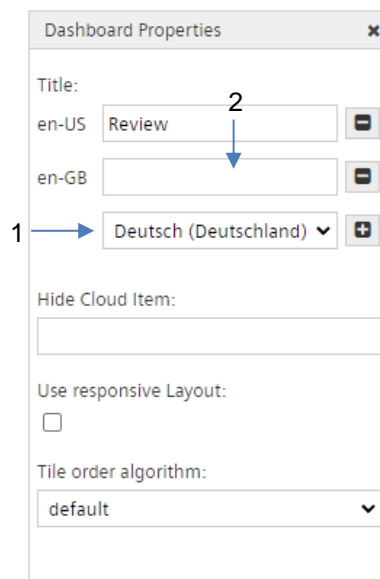 Dashboard Properties
Title:
2
en-US Review
en-GB
1 Deutsch (Deutschland)
Hide Cloud Item:
Use responsive Layout:
Tile order algorithm:
default